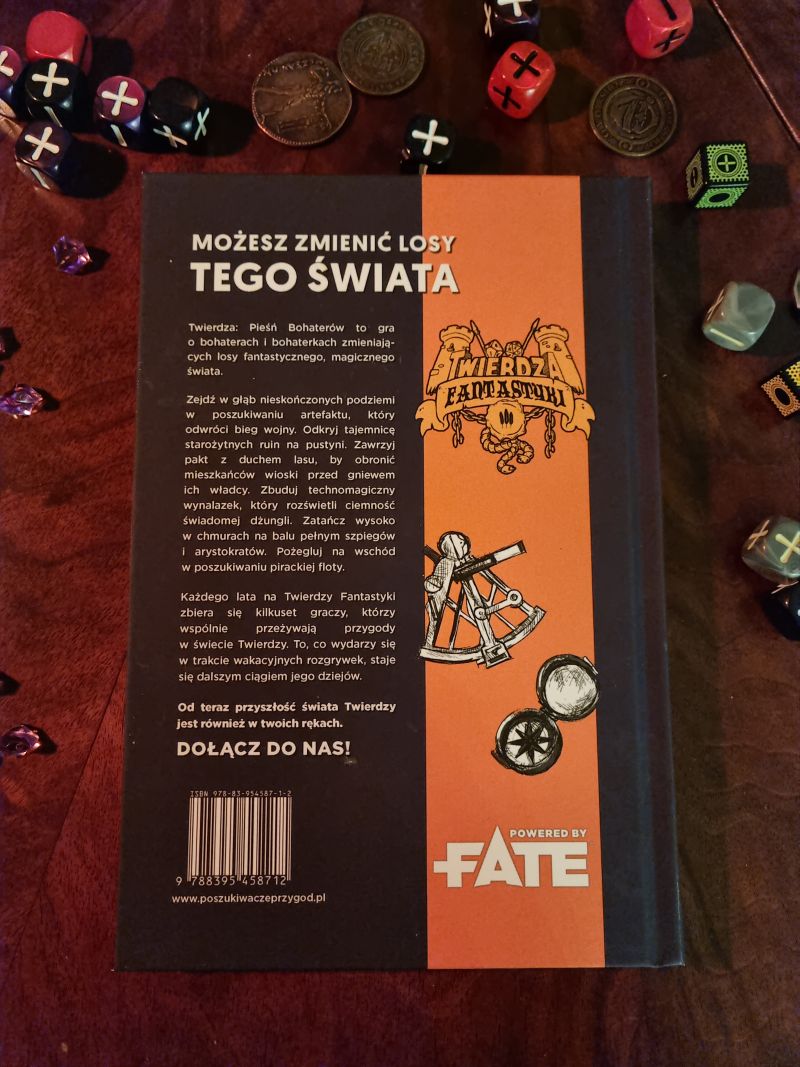 MOŻESZ ZMIENIĆ LOSY
TEGO ŚWIATA
Twierdza: Pieśń Bohaterów to gra
o bohaterach i bohaterkach zmieniają-
cych losy fantastycznego, magicznego
świata.
Zejdź w głąb nieskończonych podziemi
w poszukiwaniu artefaktu, który
odwróci bieg wojny. Odkryj tajemnicę
starożytnych ruin na pustyni. Zawrzyj
pakt z duchem lasu, by obronić
mieszkańców wioski przed gniewem
ich władcy. Zbuduj technomagiczny
wynalazek, który rozświetli ciemność
świadomej dżungli. Zatańcz wysoko
w chmurach na balu pełnym szpiegów
i arystokratów. Pożegluj na wschód
w poszukiwaniu pirackiej floty.
Każdego lata na Twierdzy Fantastyki
zbiera się kilkuset graczy, którzy
wspólnie przeżywają przygody
w świecie Twierdzy. To, co wydarzy się
w trakcie wakacyjnych rozgrywek, staje
się dalszym ciągiem jego dziejów.
Od teraz przyszłość świata Twierdzy
jest również w twoich rękach.
DOŁĄCZ DO NAS!
ISBN 978-83-954587-1-2
9 788395 458712
www.poszukiwaczeprzygod.pl
TWIERDZA
FANTASTYKI
POWERED BY
FATE